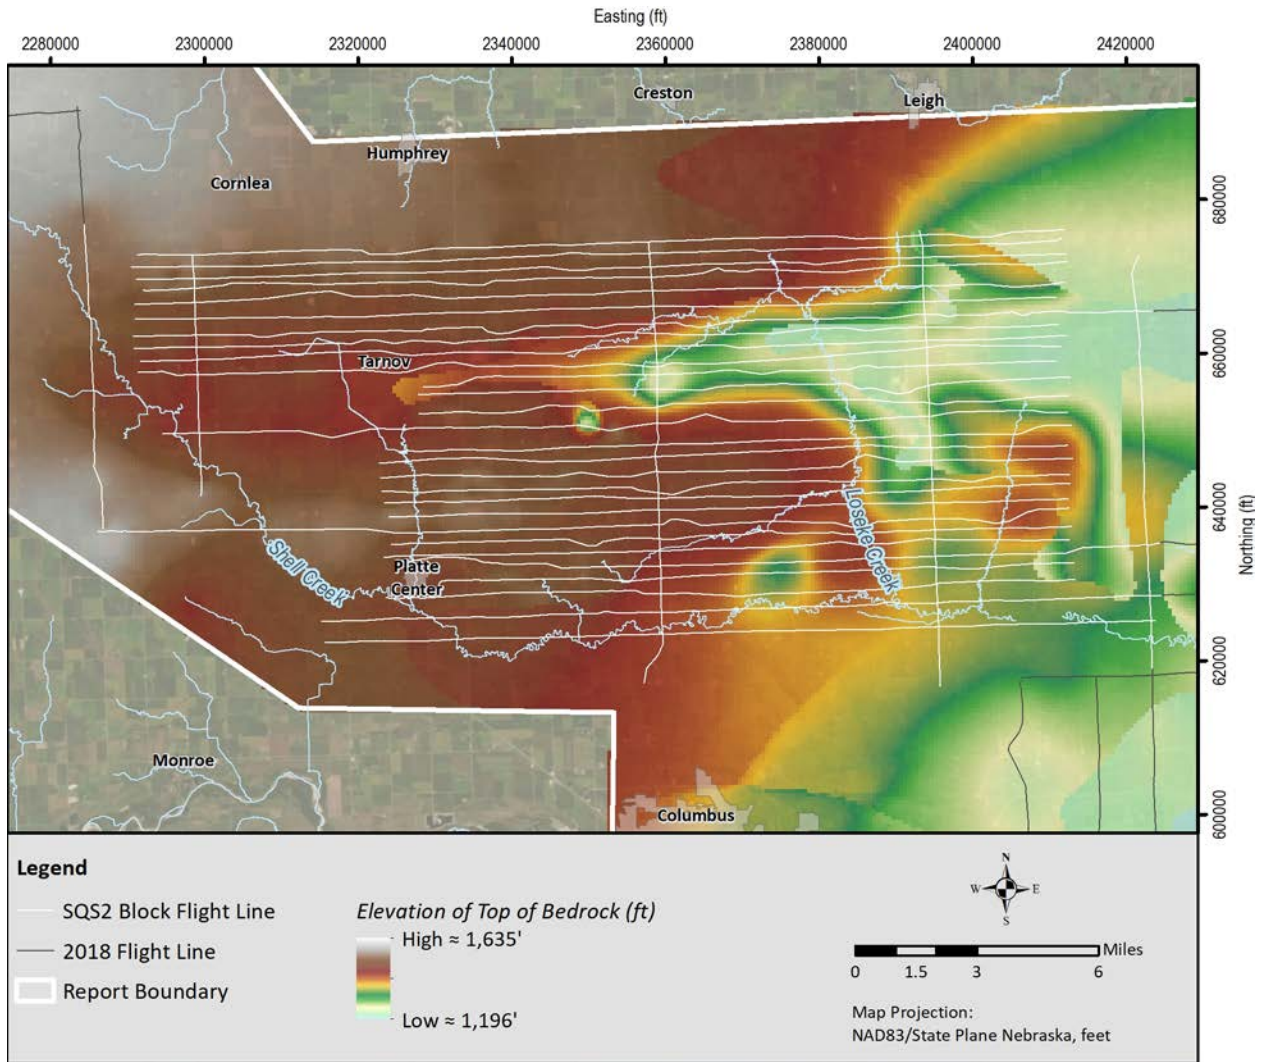 Easting (ft)
2280000 2300000 2320000 2340000 2360000 2380000 2400000 2420000
Creston
Leigh
Humphrey
Cornlea
680000
Tarnov
660000
640000
Northing (ft)
Loseke Creek
Shell Creek
Platte
Center
620000
Monroe
Columbus
600000
Legend
SQS2 Block Flight Line
2018 Flight Line
Report Boundary
Elevation of Top of Bedrock (ft)
High ≈ 1,635'
Low ≈ 1,196'
N
W E
S
Miles
0 1.5 3 6
Map Projection:
NAD83/State Plane Nebraska, feet